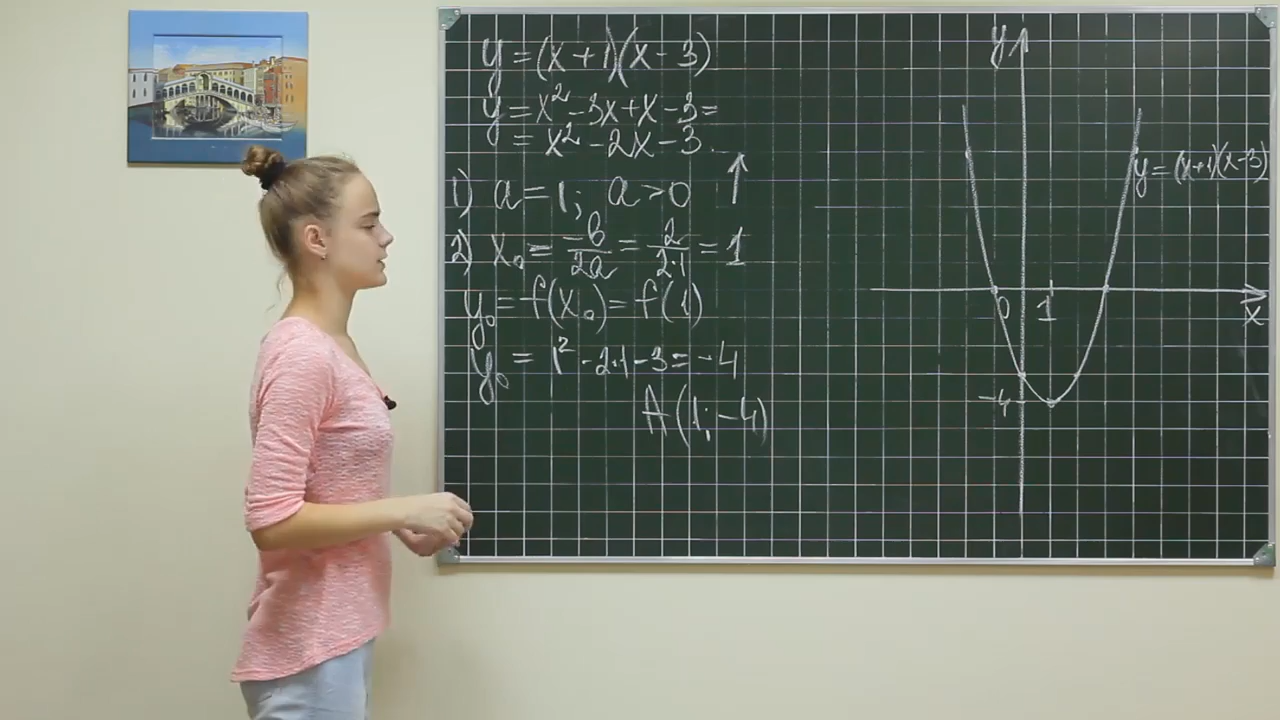 y = (x + 1)(x - 3)
y = x² - 3x + x - 3 =
= x² - 2x - 3
1) a = 1; a > 0 ↑
2) x₀ = -b/2a = 2/2·1 = 1
y₀ = f(x₀) = f(1)
y₀ = 1² - 2·1 - 3 = -4
A(1; -4)
y
y = (x+1)(x-3)
0 1 x
-4